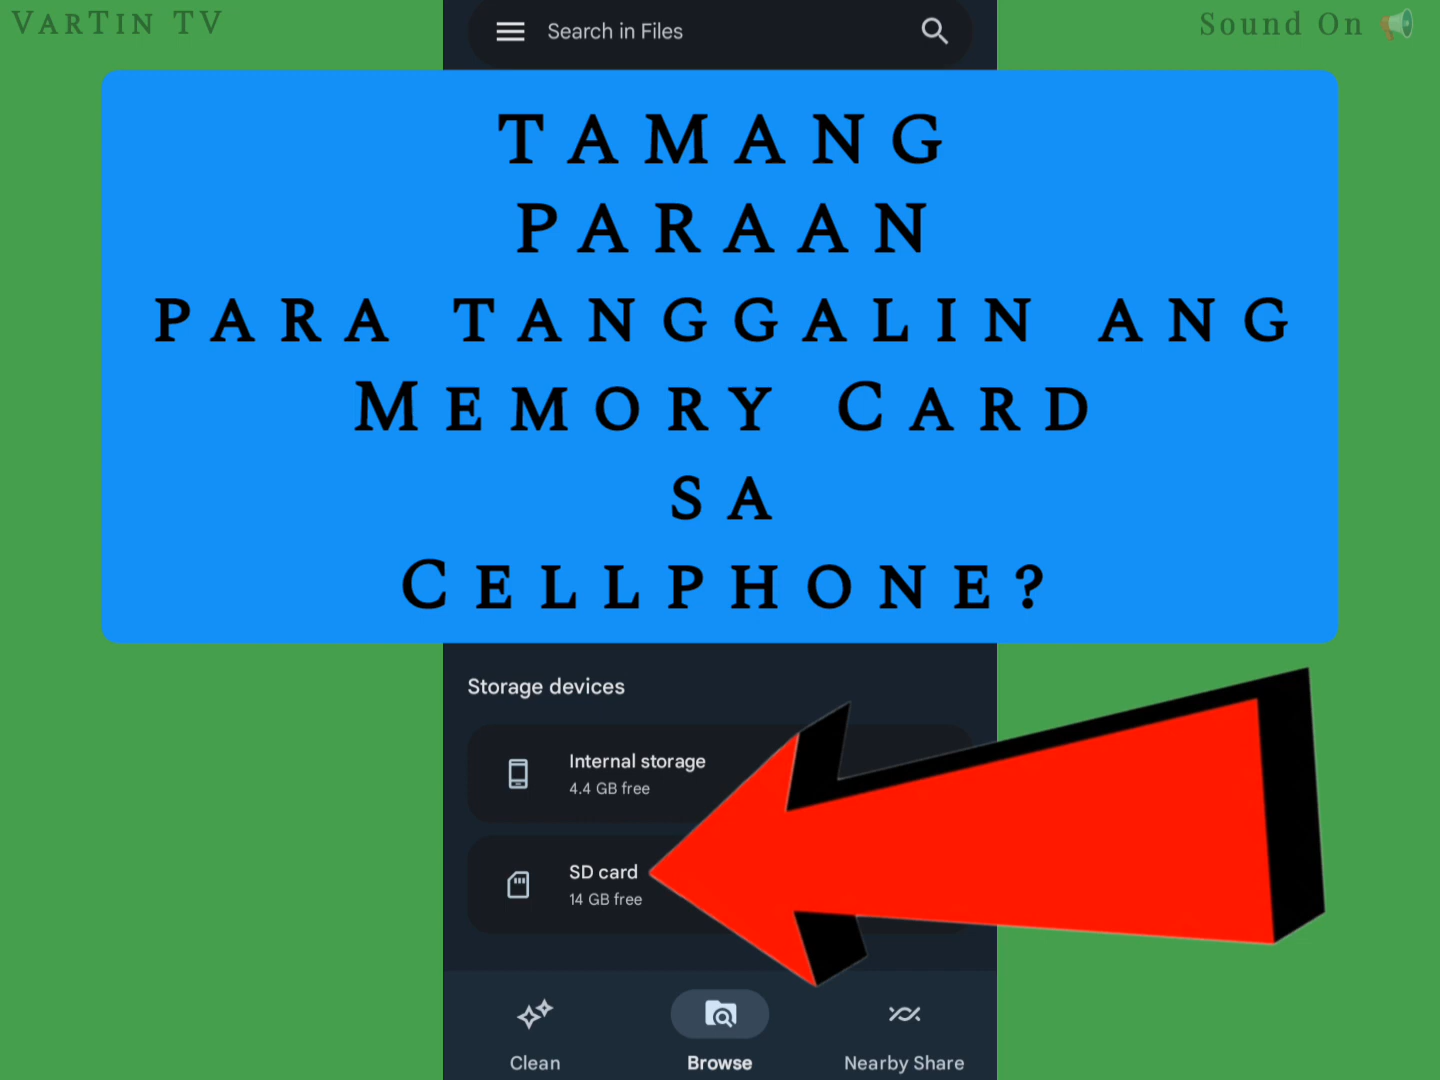 VarTin TV
Sound On
Search in Files
Tamang
Paraan
para tanggalin ang
Memory Card
sa
Cellphone?
Storage devices
Internal storage
4.4 GB free
SD card
14 GB free
Clean
Browse
Nearby Share